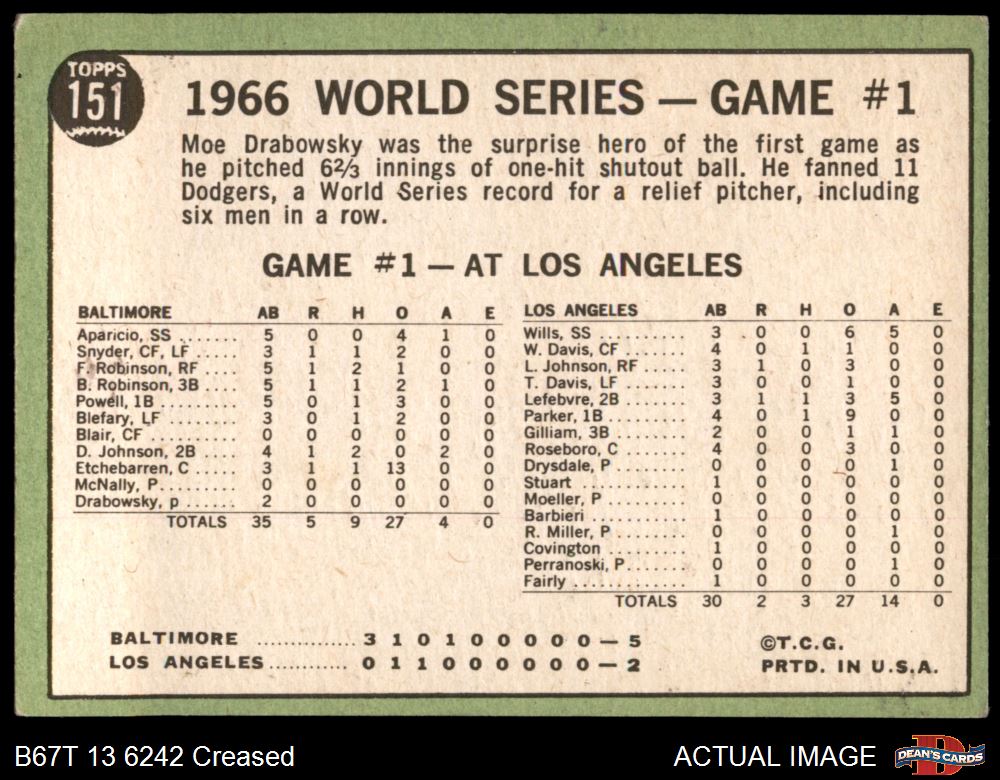 TOPPS
151
1966 WORLD SERIES — GAME #1
Moe Drabowsky was the surprise hero of the first game as
he pitched 6⅔ innings of one-hit shutout ball. He fanned 11
Dodgers, a World Series record for a relief pitcher, including
six men in a row.
GAME #1 — AT LOS ANGELES
BALTIMORE AB R H O A E
Aparicio, SS ....... 5 0 0 4 1 0
Snyder, CF, LF ..... 3 1 1 2 0 0
F. Robinson, RF .... 5 1 2 1 0 0
B. Robinson, 3B .... 5 1 1 2 1 0
Powell, 1B ......... 5 0 1 3 0 0
Blefary, LF ........ 3 0 1 2 0 0
Blair, CF .......... 0 0 0 0 0 0
D. Johnson, 2B ..... 4 1 2 0 2 0
Etchebarren, C ..... 3 1 1 13 0 0
McNally, P.......... 0 0 0 0 0 0
Drabowsky, p ....... 2 0 0 0 0 0
TOTALS 35 5 9 27 4 0
LOS ANGELES AB R H O A E
Wills, SS .......... 3 0 0 6 5 0
W. Davis, CF ....... 4 0 1 1 0 0
L. Johnson, RF ..... 3 1 0 3 0 0
T. Davis, LF ....... 3 0 0 1 0 0
Lefebvre, 2B ....... 3 1 1 3 5 0
Parker, 1B ......... 4 0 1 9 0 0
Gilliam, 3B ........ 2 0 0 1 1 0
Roseboro, C ........ 4 0 0 3 0 0
Drysdale, P ........ 0 0 0 0 1 0
Stuart ............. 1 0 0 0 0 0
Moeller, P ......... 0 0 0 0 0 0
Barbieri ........... 1 0 0 0 0 0
R. Miller, P ....... 0 0 0 0 1 0
Covington .......... 1 0 0 0 0 0
Perranoski, P....... 0 0 0 0 1 0
Fairly ............. 1 0 0 0 0 0
TOTALS 30 2 3 27 14 0
BALTIMORE .............. 3 1 0 1 0 0 0 0 0 — 5
LOS ANGELES ............ 0 1 1 0 0 0 0 0 0 — 2
©T.C.G.
PRTD. IN U.S.A.
B67T 13 6242 Creased
ACTUAL IMAGE
DEAN'S CARDS